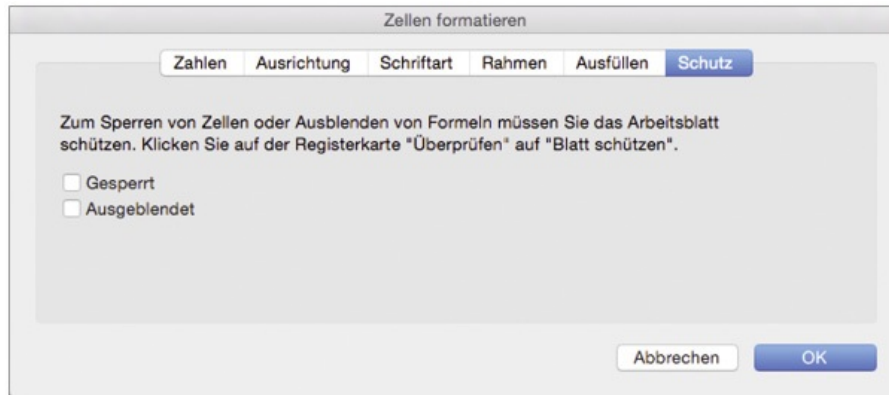 Zellen formatieren
Zahlen Ausrichtung Schriftart Rahmen Ausfüllen Schutz
Zum Sperren von Zellen oder Ausblenden von Formeln müssen Sie das Arbeitsblatt
schützen. Klicken Sie auf der Registerkarte "Überprüfen" auf "Blatt schützen".
Gesperrt
Ausgeblendet
Abbrechen OK